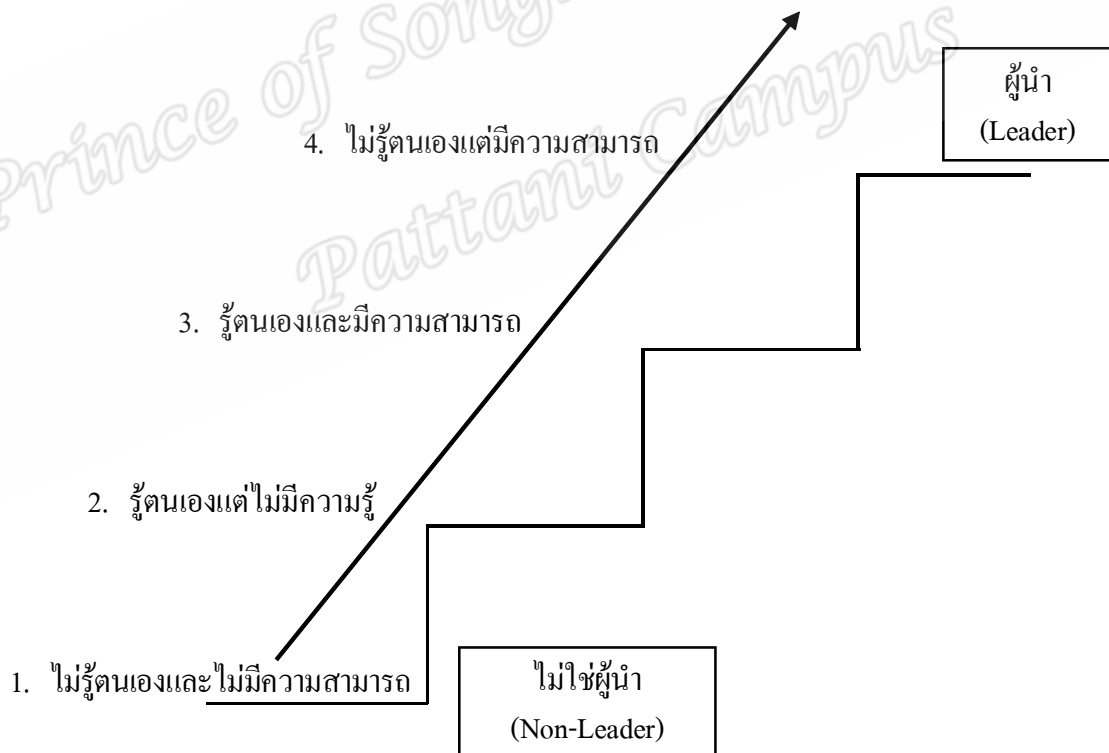 Prince of Song
Pattani Campus
ผู้นำ
(Leader)
4. ไม่รู้ตนเองแต่มีความสามารถ
3. รู้ตนเองและมีความสามารถ
2. รู้ตนเองแต่ไม่มีความรู้
1. ไม่รู้ตนเองและไม่มีความสามารถ
ไม่ใช่ผู้นำ
(Non-Leader)